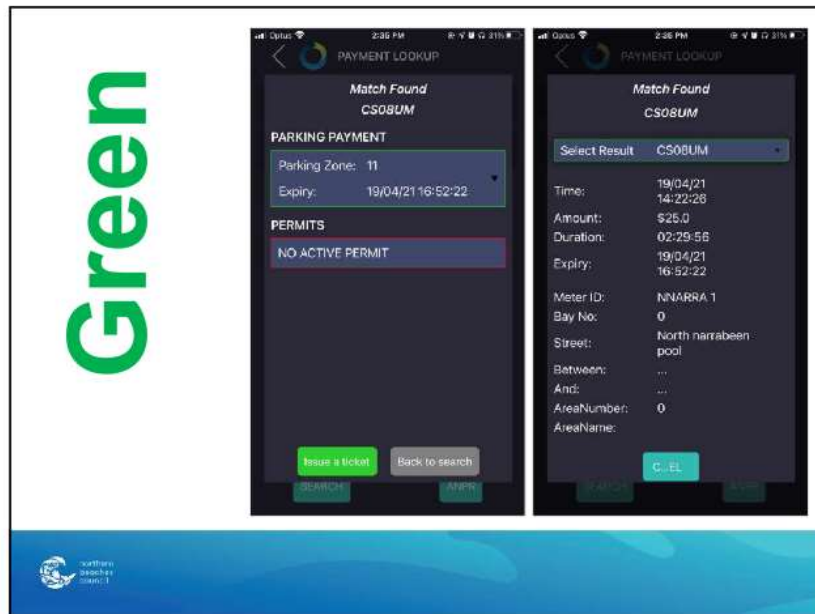 Green
Optus 2:35 PM 31%
PAYMENT LOOKUP
Match Found
CS08UM
PARKING PAYMENT
Parking Zone: 11
Expiry: 19/04/21 16:52:22
PERMITS
NO ACTIVE PERMIT
Issue a ticket Back to search
SEARCH ANPR
Optus 2:35 PM 31%
PAYMENT LOOKUP
Match Found
CS08UM
Select Result CS08UM
Time: 19/04/21
14:22:26
Amount: $25.0
Duration: 02:29:56
Expiry: 19/04/21
16:52:22
Meter ID: NNARRA 1
Bay No: 0
Street: North narrabeen
pool
Between: ...
And: ...
AreaNumber: 0
AreaName:
C...EL
SEARCH ANPR
northern
beaches
council